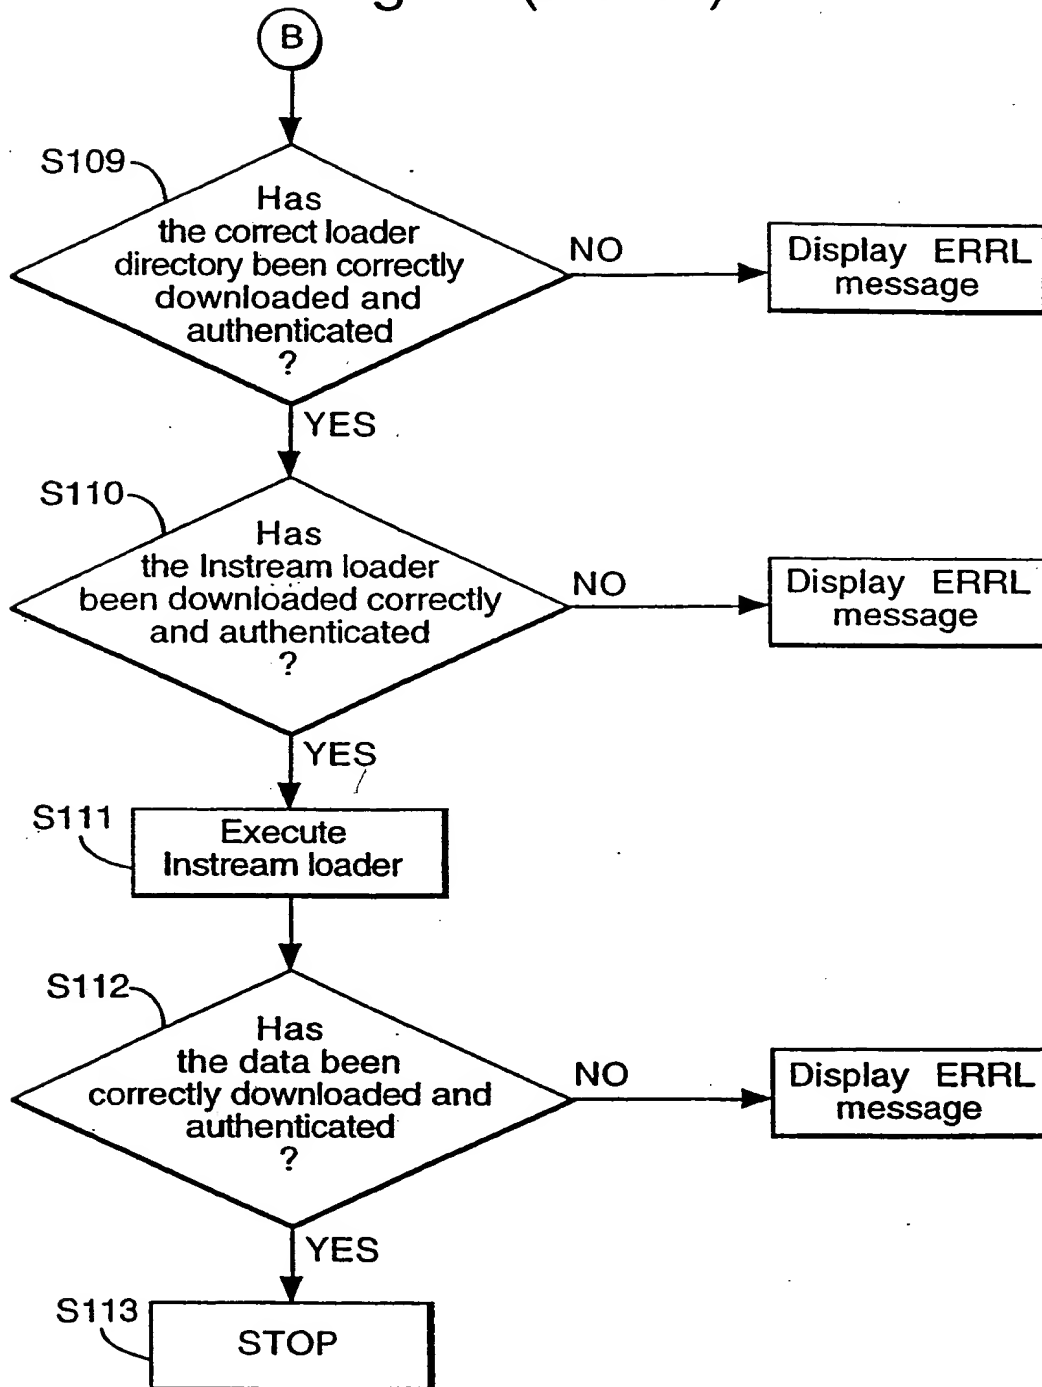 B
S109
Has
the correct loader
directory been correctly
downloaded and
authenticated
?
NO
Display ERRL
message
YES
S110
Has
the Instream loader
been downloaded correctly
and authenticated
?
NO
Display ERRL
message
YES
S111
Execute
Instream loader
S112
Has
the data been
correctly downloaded and
authenticated
?
NO
Display ERRL
message
YES
S113
STOP